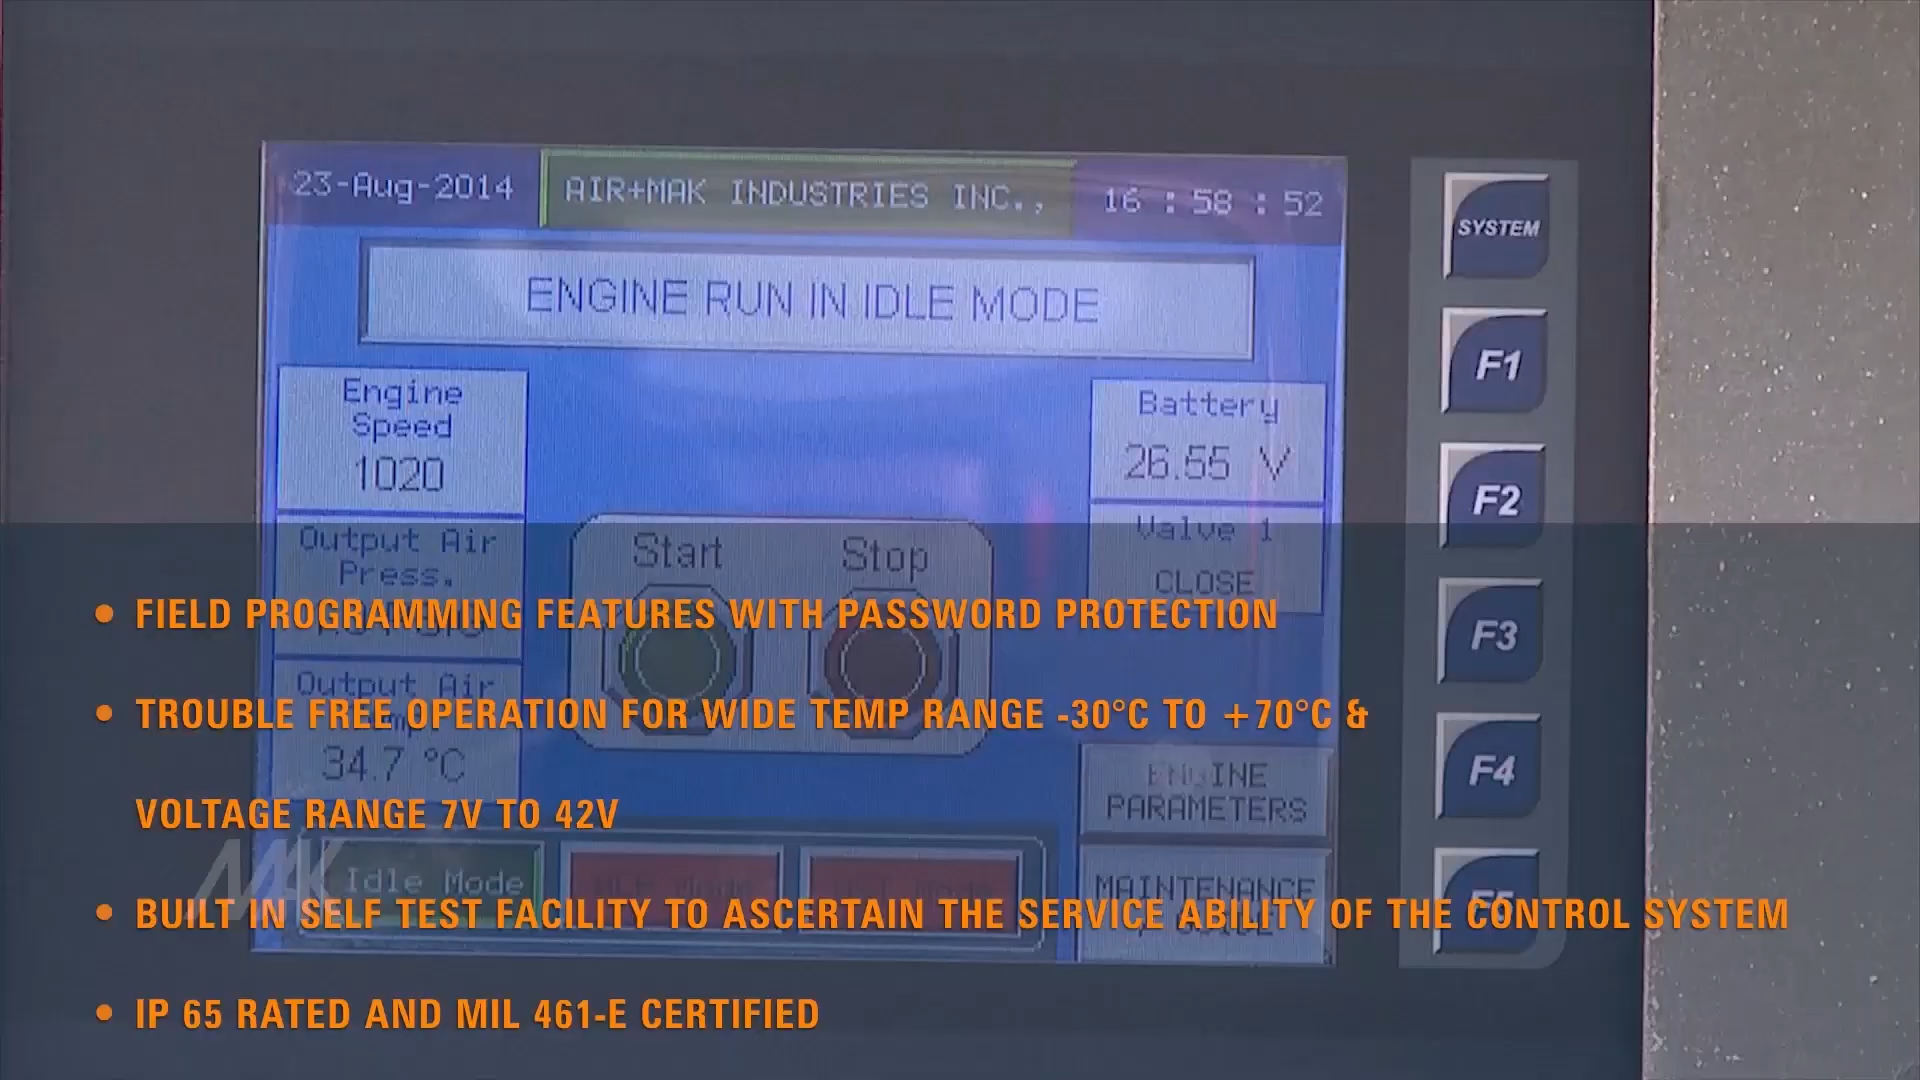 23-Aug-2014
AIR+MAK INDUSTRIES INC.,
16 : 58 : 52
SYSTEM
ENGINE RUN IN IDLE MODE
F1
Engine
Speed
1020
Battery
26.55 V
F2
Output Air
Press.
Start
Stop
Valve 1
CLOSE
• FIELD PROGRAMMING FEATURES WITH PASSWORD PROTECTION
F3
Output Air
• TROUBLE FREE OPERATION FOR WIDE TEMP RANGE -30°C TO +70°C &
34.7 °C
ENGINE
PARAMETERS
F4
VOLTAGE RANGE 7V TO 42V
MAK
Idle Mode
MAINTENANCE
F5
• BUILT IN SELF TEST FACILITY TO ASCERTAIN THE SERVICE ABILITY OF THE CONTROL SYSTEM
• IP 65 RATED AND MIL 461-E CERTIFIED